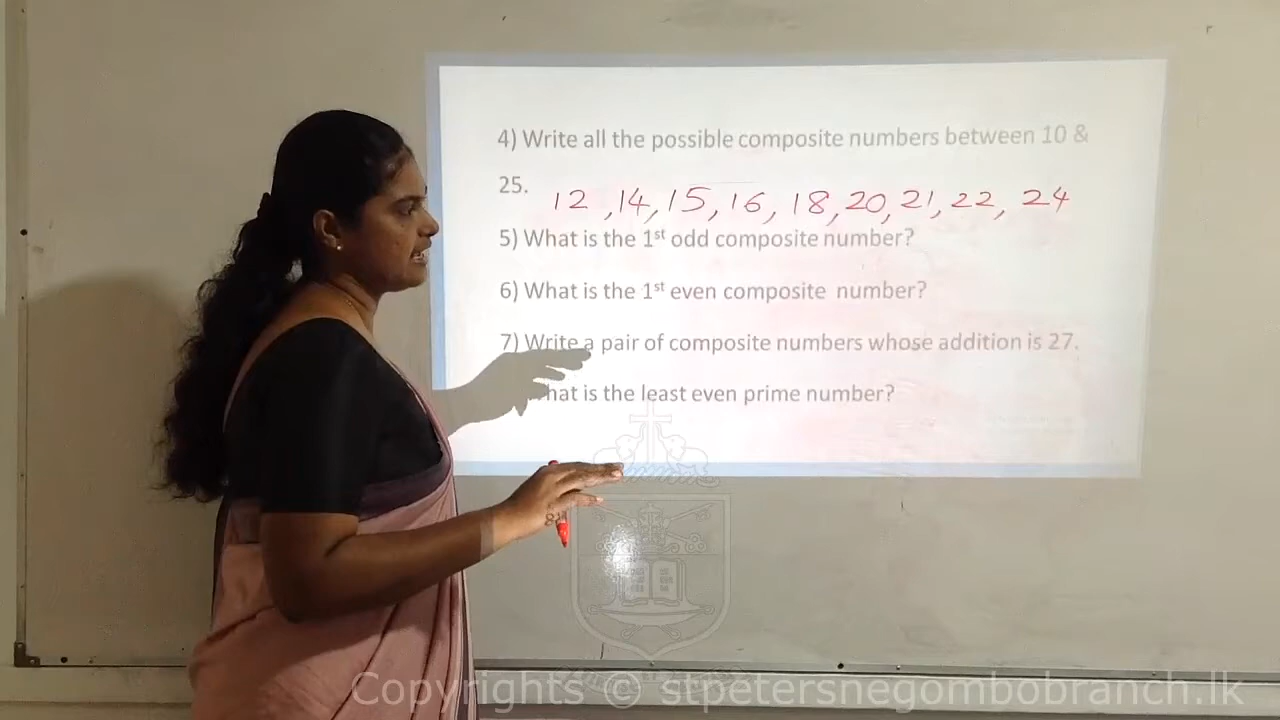 4) Write all the possible composite numbers between 10 &
25. 12 , 14, 15, 16, 18, 20, 21, 22, 24
5) What is the 1st odd composite number?
6) What is the 1st even composite number?
7) Write a pair of composite numbers whose addition is 27.
hat is the least even prime number?
Copyrights © stpetersnegombobranch.lk